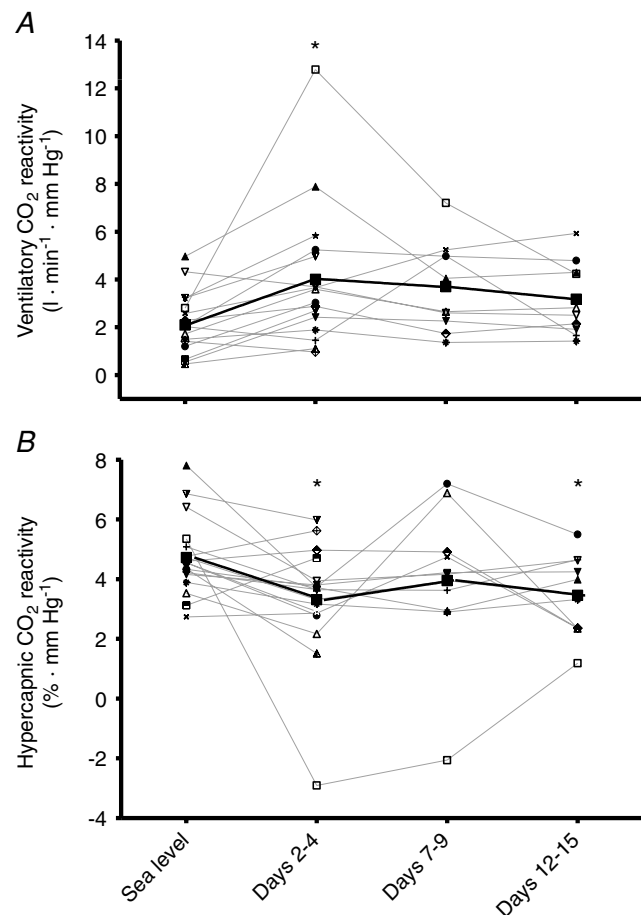 A
14
*
12
10
8
6
4
2
0
Ventilatory CO₂ reactivity
(l · min⁻¹ · mm Hg⁻¹)
B
8
*
*
6
4
2
0
-2
-4
Hypercapnic CO₂ reactivity
(% · mm Hg⁻¹)
Sea level
Days 2-4
Days 7-9
Days 12-15